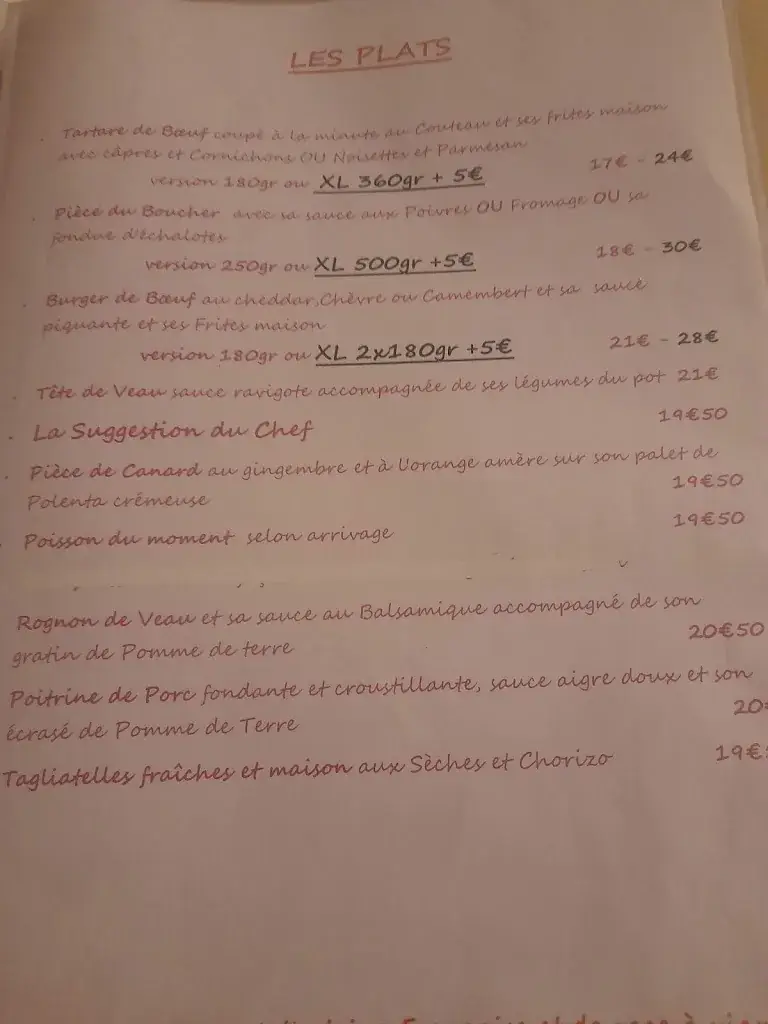 LES PLATS
Tartare de Bœuf coupé à la minute au Couteau et ses frites maison
avec câpres et Cornichons OU Noisettes et Parmesan
version 180gr ou XL 360gr + 5€ 17€ - 24€
Pièce du Boucher avec sa sauce aux Poivres OU Fromage OU sa
fondue d'échalotes
version 250gr ou XL 500gr +5€ 18€ - 30€
Burger de Bœuf au cheddar, Chèvre ou Camembert et sa sauce
piquante et ses Frites maison
version 180gr ou XL 2x180gr +5€ 21€ - 28€
Tête de Veau sauce ravigote accompagnée de ses légumes du pot 21€
La Suggestion du Chef 19€50
Pièce de Canard au gingembre et à l'orange amère sur son palet de
Polenta crémeuse 19€50
Poisson du moment selon arrivage 19€50
Rognon de Veau et sa sauce au Balsamique accompagné de son
gratin de Pomme de terre 20€50
Poitrine de Porc fondante et croustillante, sauce aigre doux et son
écrasé de Pomme de Terre 20
Tagliatelles fraîches et maison aux Sèches et Chorizo 19€